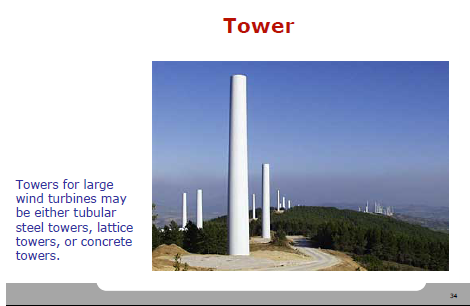 Tower
Towers for large
wind turbines may
be either tubular
steel towers, lattice
towers, or concrete
towers.
34